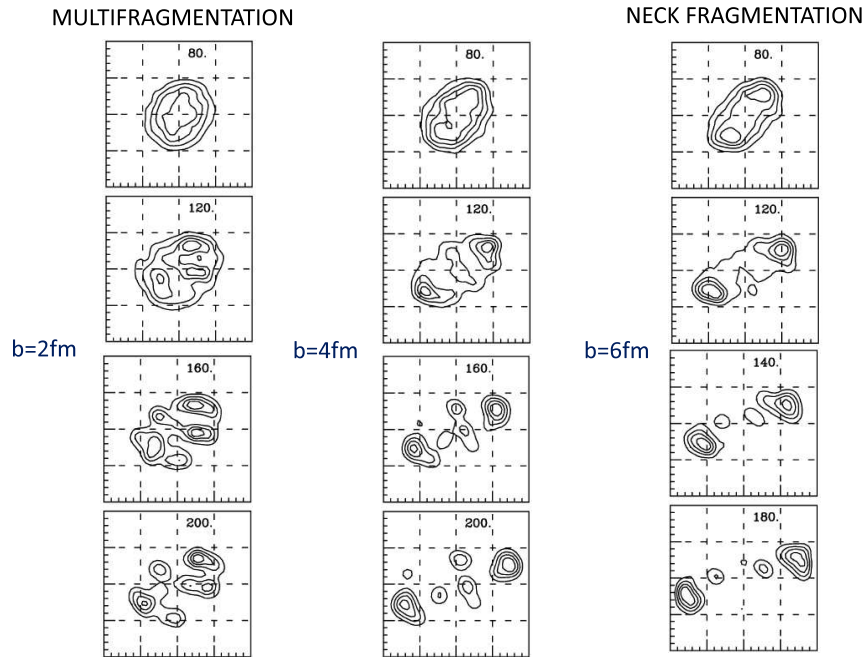 MULTIFRAGMENTATION
NECK FRAGMENTATION
80.
80.
80.
120.
120.
120.
b=2fm
b=4fm
b=6fm
160.
160.
140.
200.
200.
180.